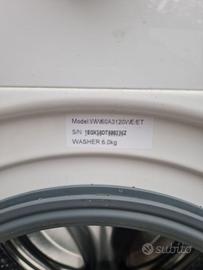 Model:WW60A3120WE/ET
S/N
WASHER 6.0kg
subito